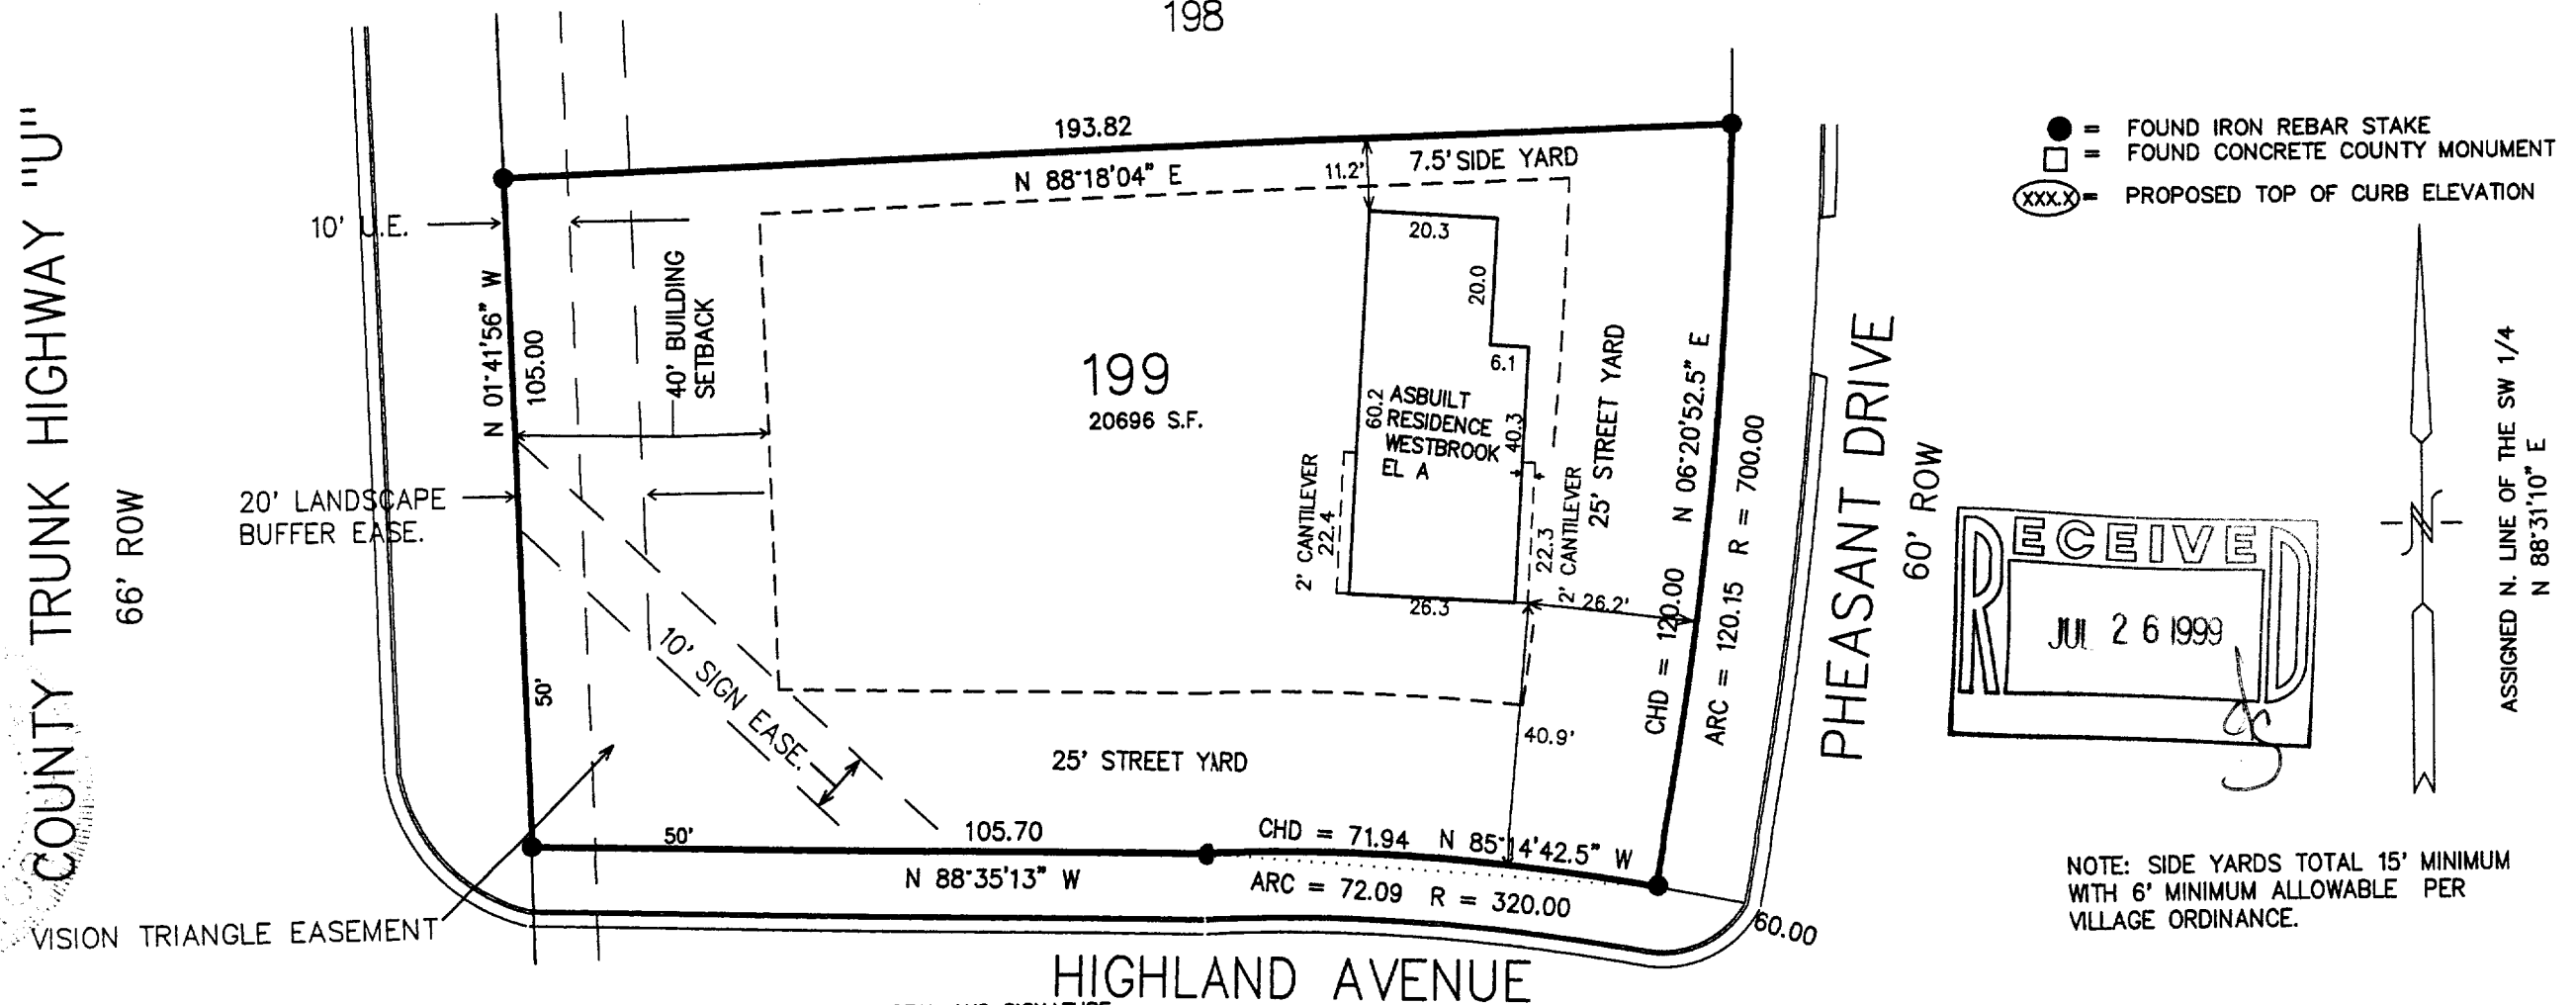 198
193.82
N 88°18'04" E
11.2'
7.5' SIDE YARD
● = FOUND IRON REBAR STAKE
□ = FOUND CONCRETE COUNTY MONUMENT
XXX.X = PROPOSED TOP OF CURB ELEVATION
COUNTY TRUNK HIGHWAY "U"
66' ROW
10' U.E.
N 01°41'56" W
105.00
40' BUILDING
SETBACK
20' LANDSCAPE
BUFFER EASE.
199
20696 S.F.
20.3
20.0
6.1
60.2
ASBUILT
RESIDENCE
WESTBROOK
EL A
40.3
2' CANTILEVER
22.4
26.3
22.3
2' CANTILEVER
25' STREET YARD
26.2'
N 06°20'52.5" E
CHD = 120.00
ARC = 120.15 R = 700.00
PHEASANT DRIVE
60' ROW
RECEIVED
JUL 26 1999
N
ASSIGNED N. LINE OF THE SW 1/4
N 88°31'10" E
50'
10' SIGN EASE.
25' STREET YARD
40.9'
50'
105.70
N 88°35'13" W
CHD = 71.94 N 85°14'42.5" W
ARC = 72.09 R = 320.00
60.00
VISION TRIANGLE EASEMENT
HIGHLAND AVENUE
NOTE: SIDE YARDS TOTAL 15' MINIMUM
WITH 6' MINIMUM ALLOWABLE PER
VILLAGE ORDINANCE.